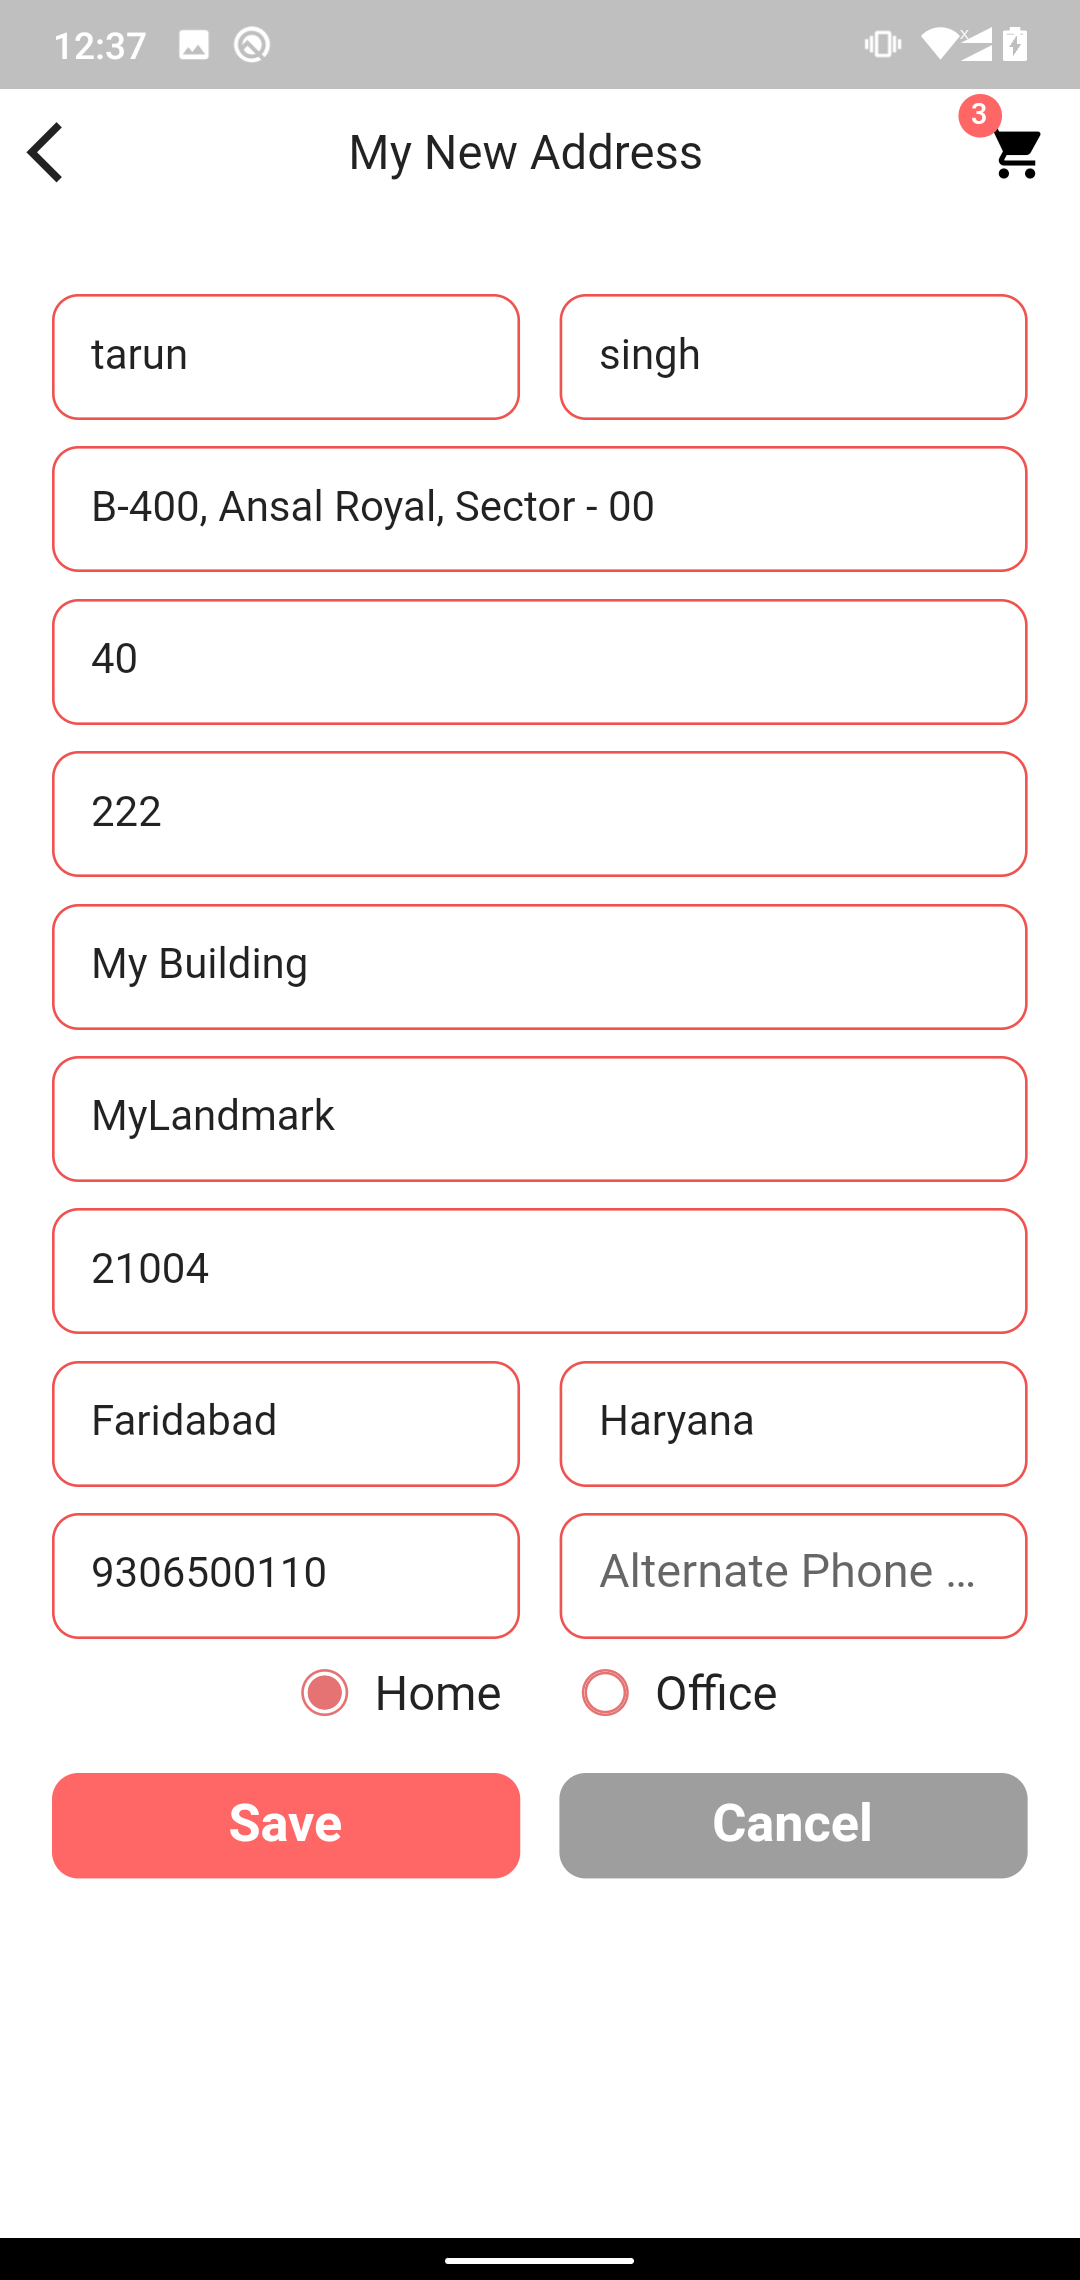 12:37
My New Address
3
tarun
singh
B-400, Ansal Royal, Sector - 00
40
222
My Building
MyLandmark
21004
Faridabad
Haryana
9306500110
Alternate Phone ...
Home
Office
Save
Cancel